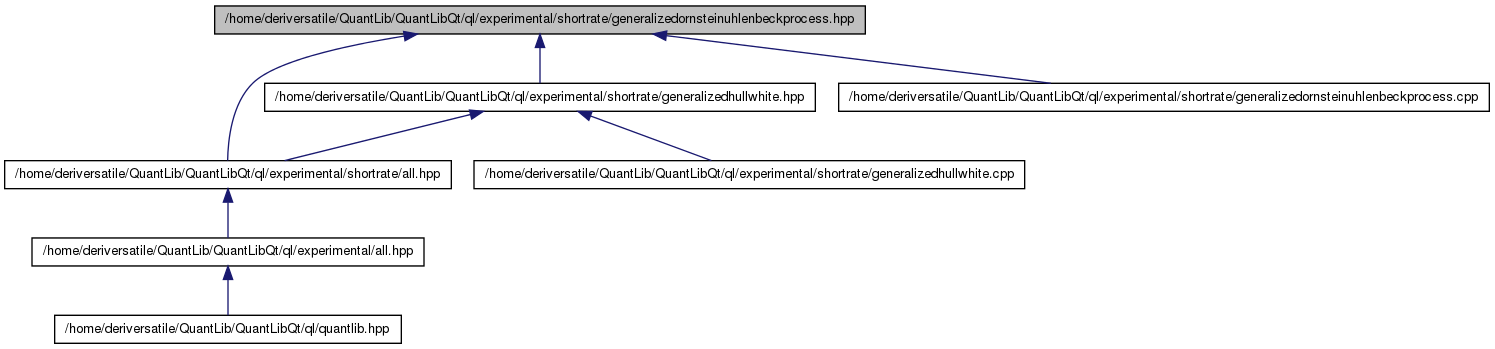 /home/deriversatile/QuantLib/QuantLibQt/ql/experimental/shortrate/generalizedornsteinuhlenbeckprocess.hpp
/home/deriversatile/QuantLib/QuantLibQt/ql/experimental/shortrate/generalizedhullwhite.hpp
/home/deriversatile/QuantLib/QuantLibQt/ql/experimental/shortrate/generalizedornsteinuhlenbeckprocess.cpp
/home/deriversatile/QuantLib/QuantLibQt/ql/experimental/shortrate/all.hpp
/home/deriversatile/QuantLib/QuantLibQt/ql/experimental/shortrate/generalizedhullwhite.cpp
/home/deriversatile/QuantLib/QuantLibQt/ql/experimental/all.hpp
/home/deriversatile/QuantLib/QuantLibQt/ql/quantlib.hpp